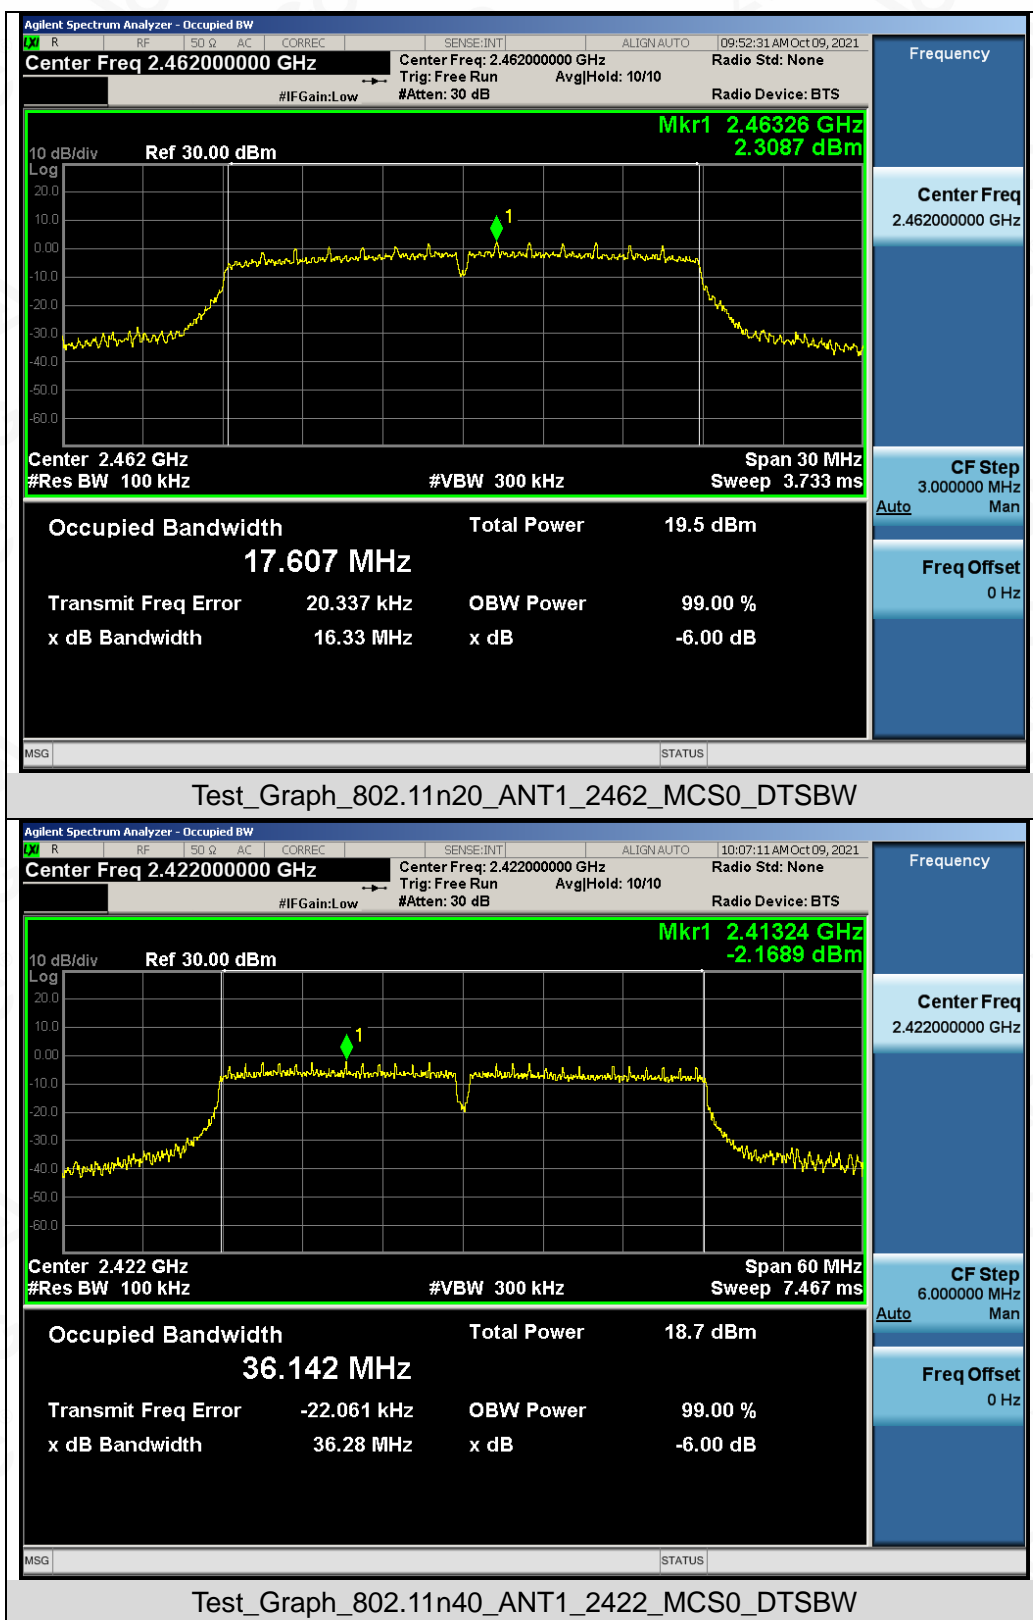 Agilent Spectrum Analyzer - Occupied BW
LXI R RF 50 Ω AC CORREC SENSE:INT ALIGN AUTO 09:52:31 AM Oct 09, 2021
Center Freq 2.462000000 GHz
Center Freq: 2.462000000 GHz
Radio Std: None
Trig: Free Run Avg|Hold: 10/10
#IFGain:Low #Atten: 30 dB Radio Device: BTS
Mkr1 2.46326 GHz
2.3087 dBm
10 dB/div Ref 30.00 dBm
Log
20.0
10.0
0.00
-10.0
-20.0
-30.0
-40.0
-50.0
-60.0
1
Center 2.462 GHz Span 30 MHz
#Res BW 100 kHz #VBW 300 kHz Sweep 3.733 ms
Occupied Bandwidth Total Power 19.5 dBm
17.607 MHz
Transmit Freq Error 20.337 kHz OBW Power 99.00 %
x dB Bandwidth 16.33 MHz x dB -6.00 dB
MSG STATUS
Frequency
Center Freq
2.462000000 GHz
CF Step
3.000000 MHz
Auto Man
Freq Offset
0 Hz
Test_Graph_802.11n20_ANT1_2462_MCS0_DTSBW
Agilent Spectrum Analyzer - Occupied BW
LXI R RF 50 Ω AC CORREC SENSE:INT ALIGN AUTO 10:07:11 AM Oct 09, 2021
Center Freq 2.422000000 GHz
Center Freq: 2.422000000 GHz
Radio Std: None
Trig: Free Run Avg|Hold: 10/10
#IFGain:Low #Atten: 30 dB Radio Device: BTS
Mkr1 2.41324 GHz
-2.1689 dBm
10 dB/div Ref 30.00 dBm
Log
20.0
10.0
0.00
-10.0
-20.0
-30.0
-40.0
-50.0
-60.0
1
Center 2.422 GHz Span 60 MHz
#Res BW 100 kHz #VBW 300 kHz Sweep 7.467 ms
Occupied Bandwidth Total Power 18.7 dBm
36.142 MHz
Transmit Freq Error -22.061 kHz OBW Power 99.00 %
x dB Bandwidth 36.28 MHz x dB -6.00 dB
MSG STATUS
Frequency
Center Freq
2.422000000 GHz
CF Step
6.000000 MHz
Auto Man
Freq Offset
0 Hz
Test_Graph_802.11n40_ANT1_2422_MCS0_DTSBW